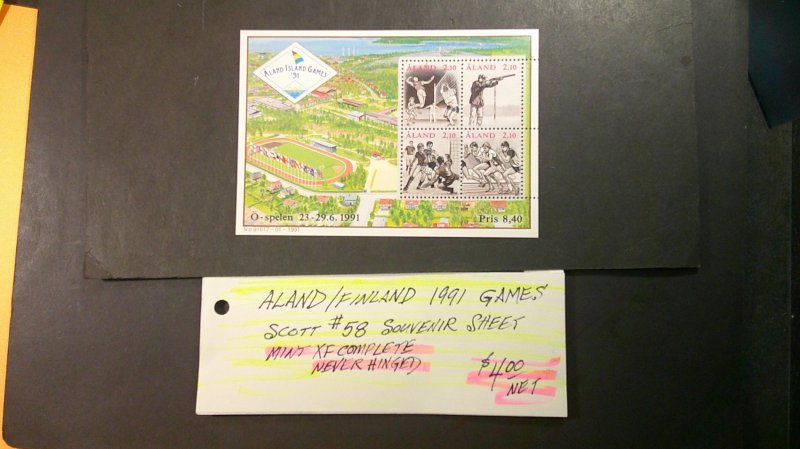 ALAND ISLAND GAMES
'91
ÅLAND 2,10
ÅLAND 2,10
ÅLAND 2,10
ÅLAND 2,10
Ö-spelen 23-29.6.1991
Pris 8,40
ALAND/FINLAND 1991 GAMES
SCOTT #58 SOUVENIR SHEET
MINT XF COMPLETE
NEVER HINGED
$4.00
NET